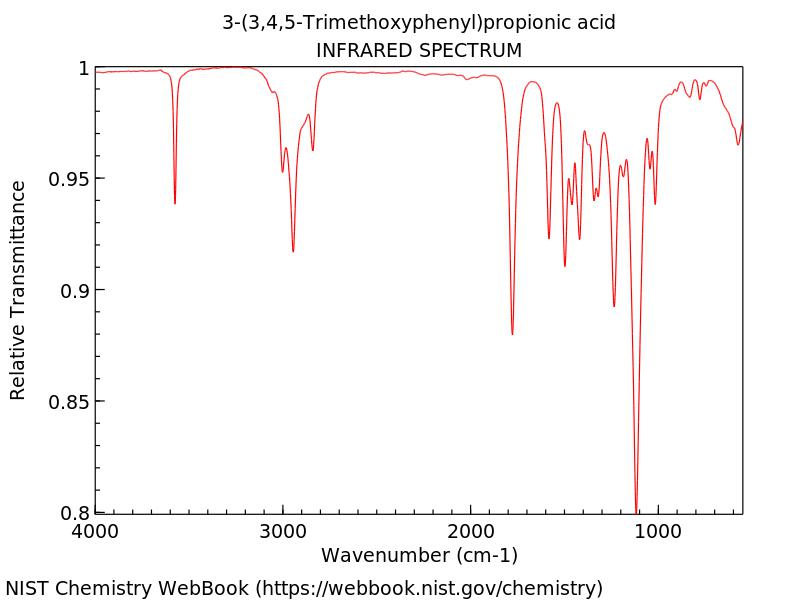 3-(3,4,5-Trimethoxyphenyl)propionic acid
INFRARED SPECTRUM
1
0.95
0.9
0.85
0.8
Relative Transmittance
4000 3000 2000 1000
Wavenumber (cm-1)
NIST Chemistry WebBook (https://webbook.nist.gov/chemistry)